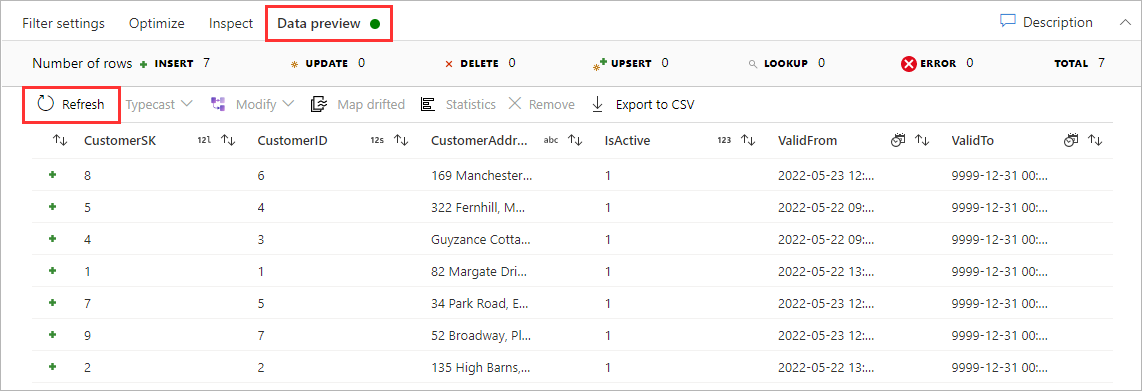 Filter settings Optimize Inspect Data preview Description
Number of rows INSERT 7 UPDATE 0 DELETE 0 UPSERT 0 LOOKUP 0 ERROR 0 TOTAL 7
Refresh Typecast Modify Map drifted Statistics Remove Export to CSV
CustomerSK 12l CustomerID 12s CustomerAddr... abc IsActive 123 ValidFrom ValidTo
8 6 169 Manchester... 1 2022-05-23 12:... 9999-12-31 00:...
5 4 322 Fernhill, M... 1 2022-05-22 09:... 9999-12-31 00:...
4 3 Guyzance Cotta... 1 2022-05-22 09:... 9999-12-31 00:...
1 1 82 Margate Dri... 1 2022-05-22 13:... 9999-12-31 00:...
7 5 34 Park Road, E... 1 2022-05-23 12:... 9999-12-31 00:...
9 7 52 Broadway, Pl... 1 2022-05-23 12:... 9999-12-31 00:...
2 2 135 High Barns,... 1 2022-05-22 13:... 9999-12-31 00:...